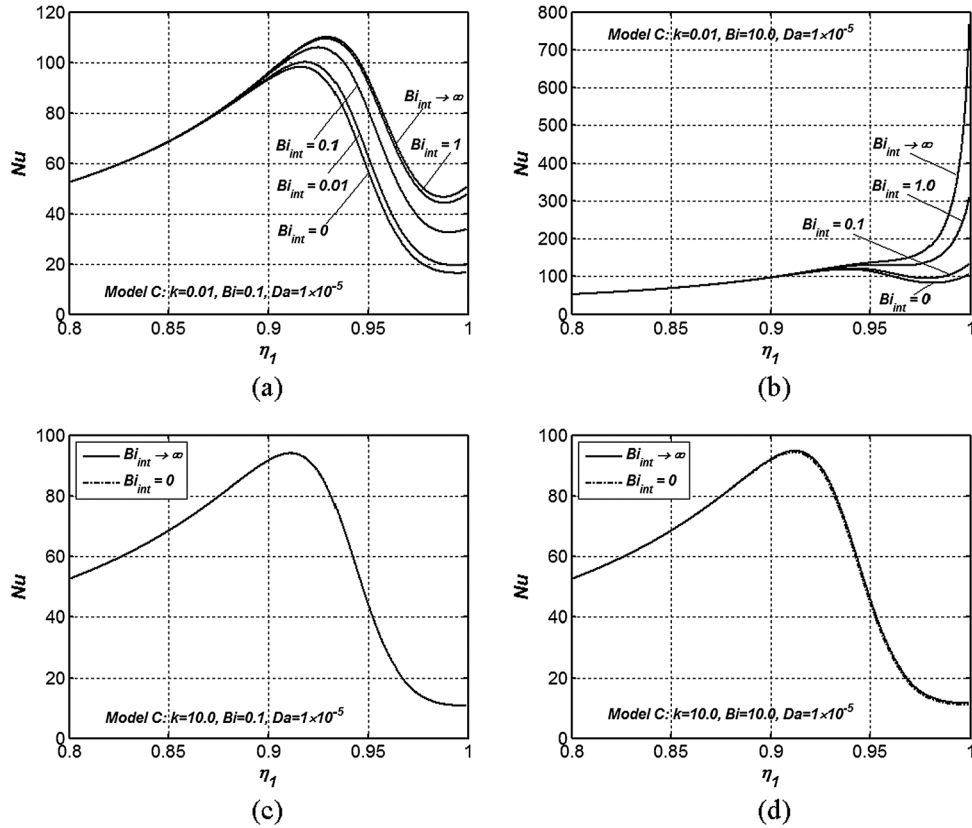 120
100
80
60
40
20
0
Nu
Bi_int → ∞
Bi_int = 0.1
Bi_int = 1
Bi_int = 0.01
Bi_int = 0
Model C: k=0.01, Bi=0.1, Da=1×10⁻⁵
0.8 0.85 0.9 0.95 1
η₁
(a)
800
700
600
500
400
300
200
100
0
Nu
Model C: k=0.01, Bi=10.0, Da=1×10⁻⁵
Bi_int → ∞
Bi_int = 1.0
Bi_int = 0.1
Bi_int = 0
0.8 0.85 0.9 0.95 1
η₁
(b)
100
80
60
40
20
0
Nu
Bi_int → ∞
Bi_int = 0
Model C: k=10.0, Bi=0.1, Da=1×10⁻⁵
0.8 0.85 0.9 0.95 1
η₁
(c)
100
80
60
40
20
0
Nu
Bi_int → ∞
Bi_int = 0
Model C: k=10.0, Bi=10.0, Da=1×10⁻⁵
0.8 0.85 0.9 0.95 1
η₁
(d)